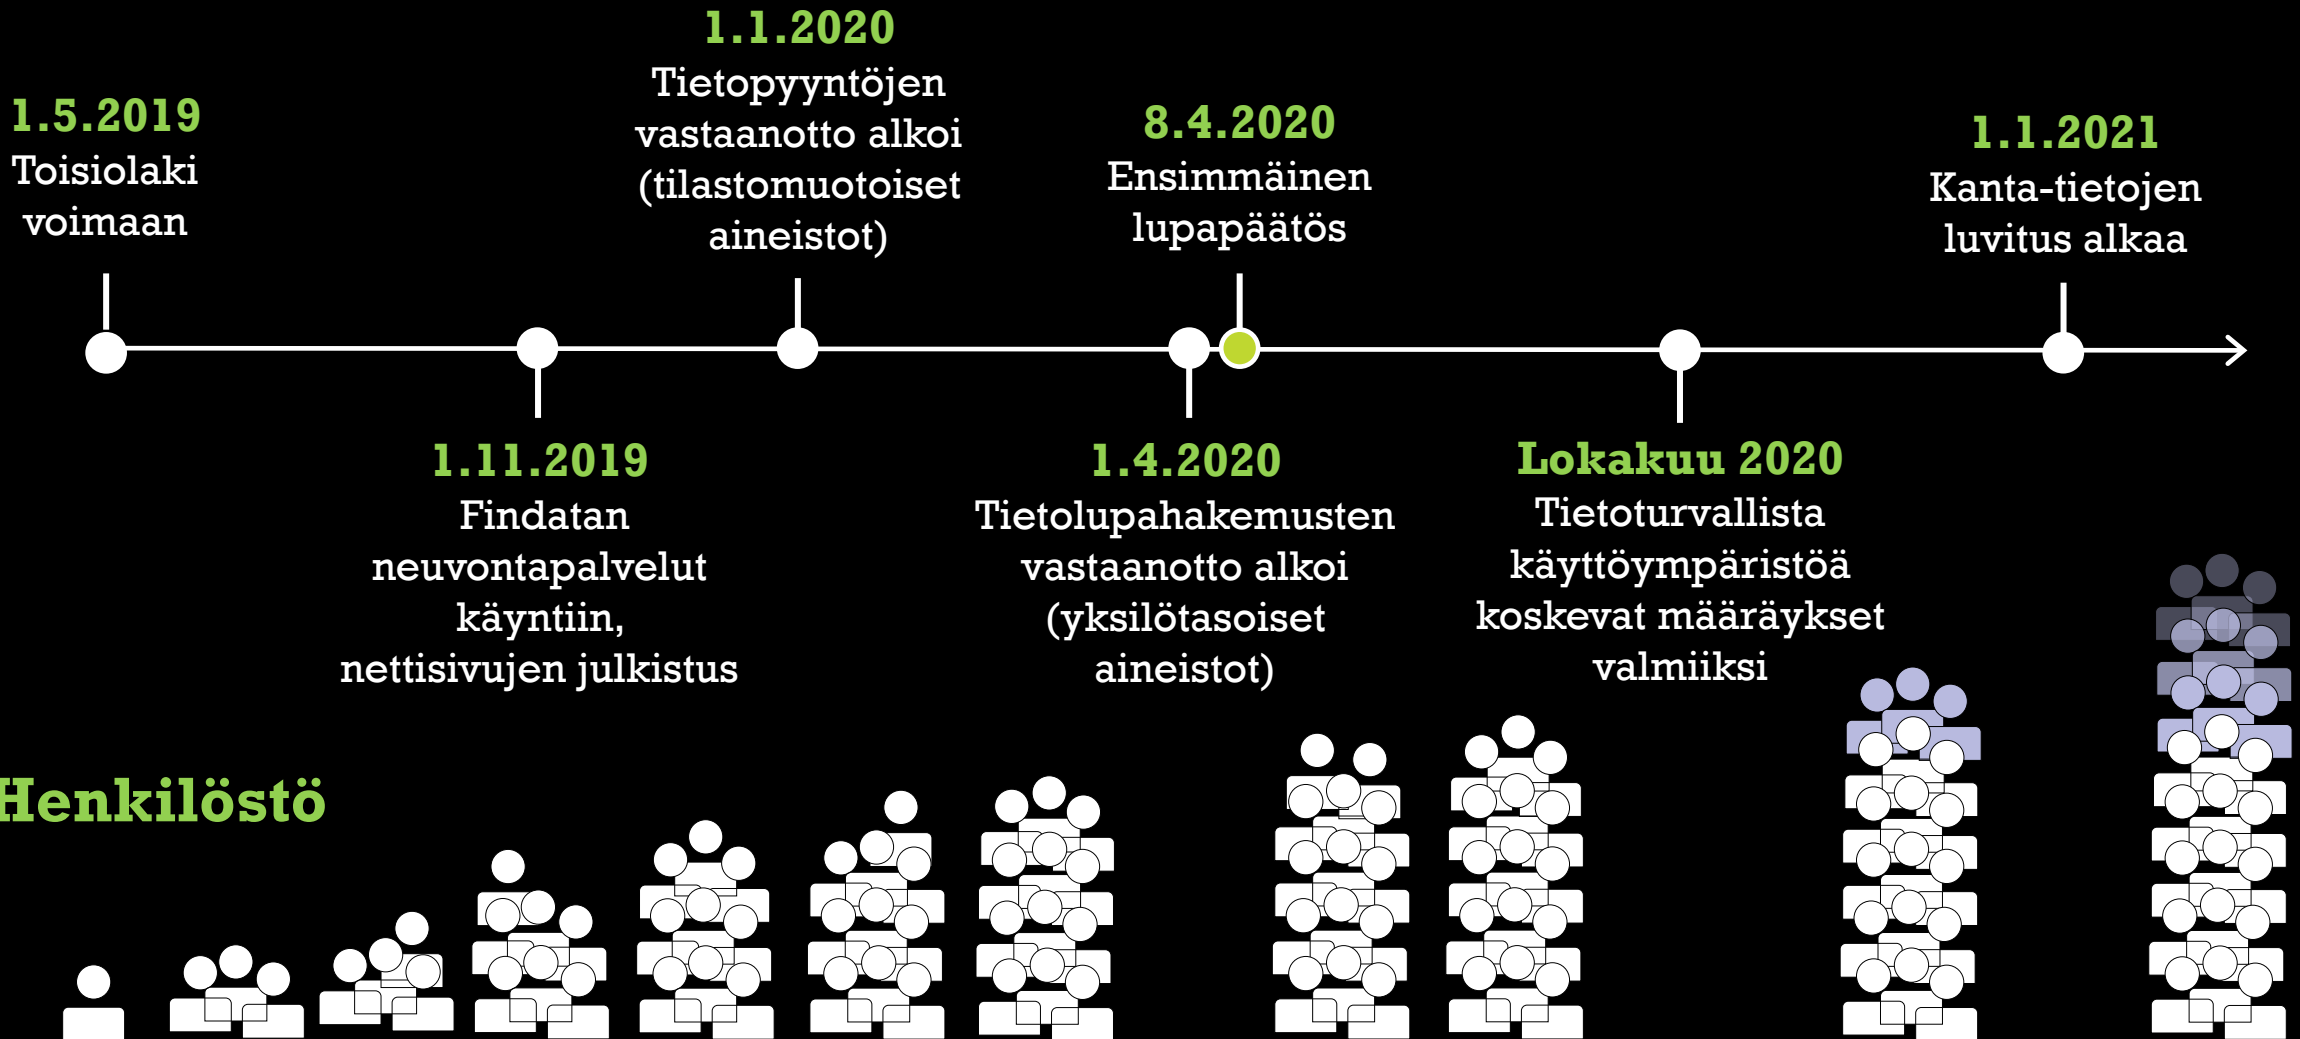 1.5.2019
Toisiolaki
voimaan
1.11.2019
Findatan
neuvontapalvelut
käyntiin,
nettisivujen julkistus
1.1.2020
Tietopyyntöjen
vastaanotto alkoi
(tilastomuotoiset
aineistot)
1.4.2020
Tietolupahakemusten
vastaanotto alkoi
(yksilötasoiset
aineistot)
8.4.2020
Ensimmäinen
lupapäätös
Lokakuu 2020
Tietoturvallista
käyttöympäristöä
koskevat määräykset
valmiiksi
1.1.2021
Kanta-tietojen
luvitus alkaa
Henkilöstö